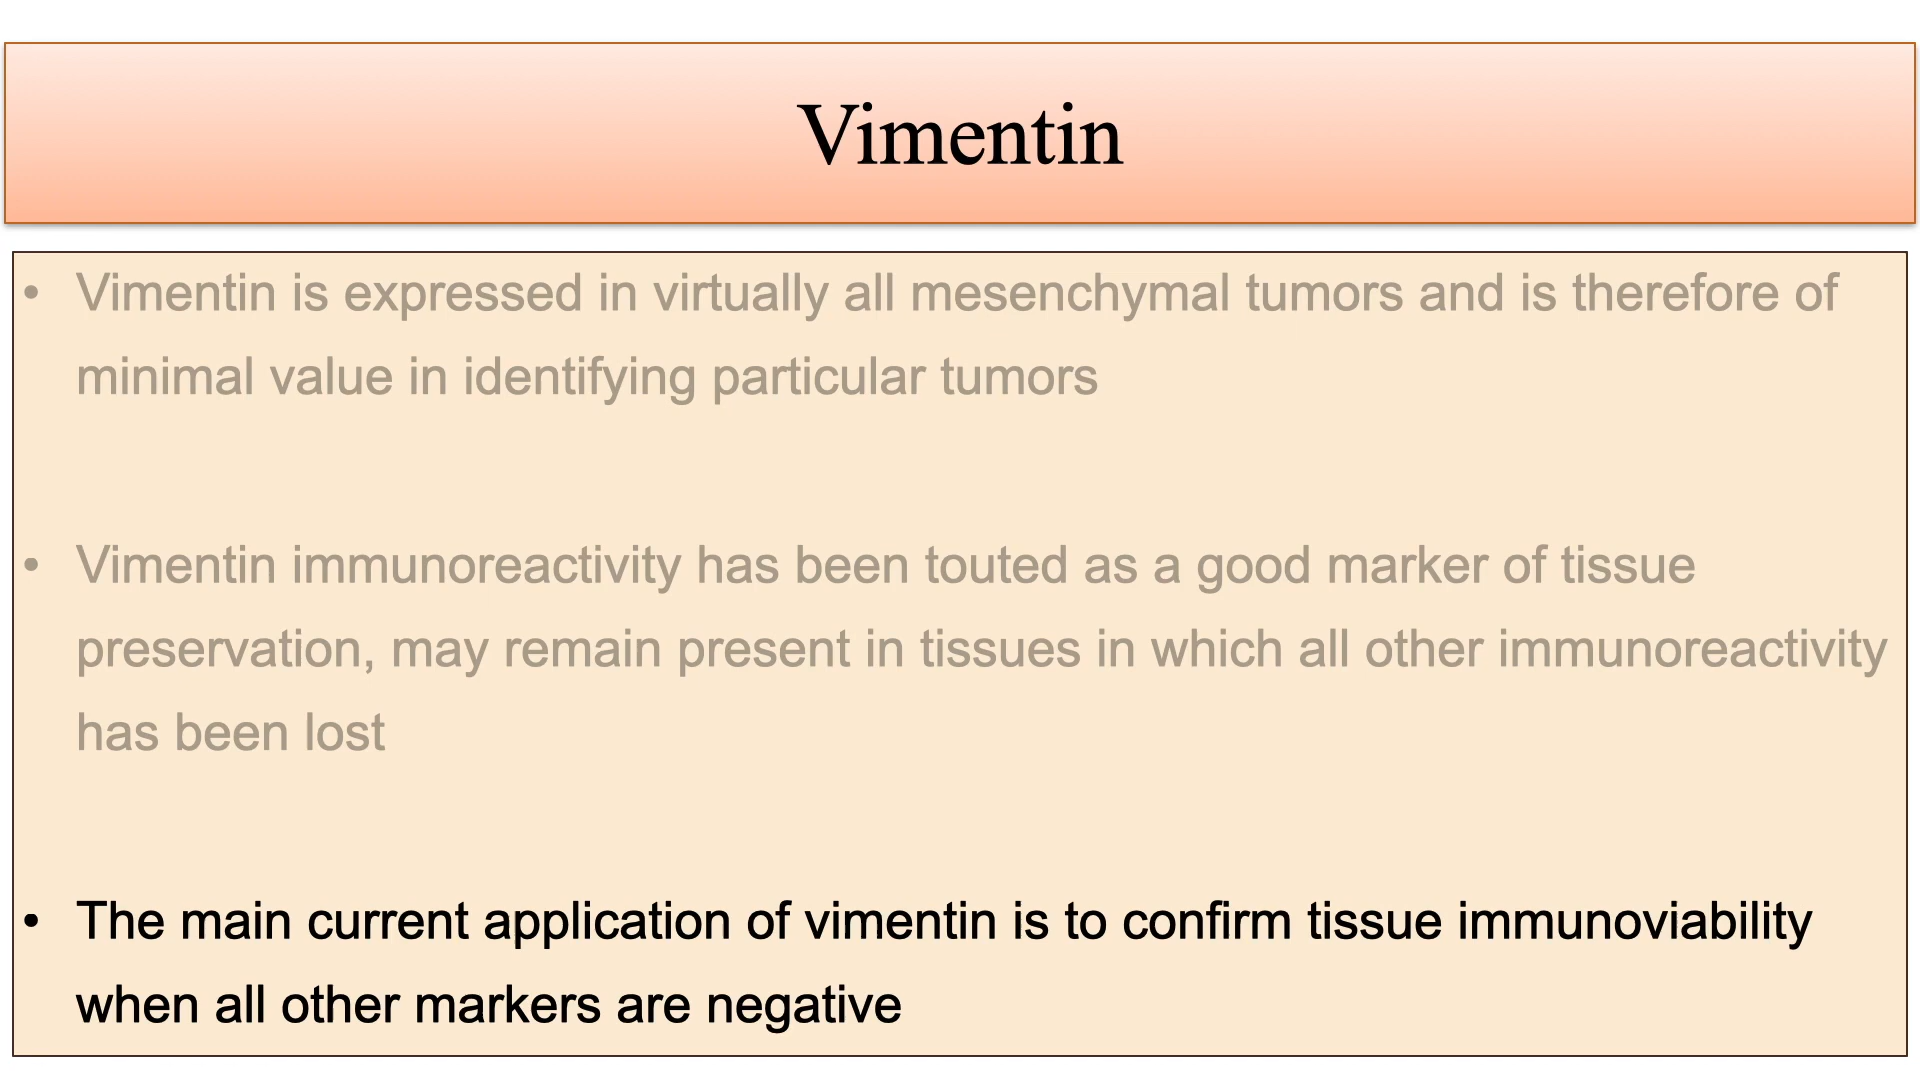 Vimentin
• Vimentin is expressed in virtually all mesenchymal tumors and is therefore of
minimal value in identifying particular tumors
• Vimentin immunoreactivity has been touted as a good marker of tissue
preservation, may remain present in tissues in which all other immunoreactivity
has been lost
• The main current application of vimentin is to confirm tissue immunoviability
when all other markers are negative